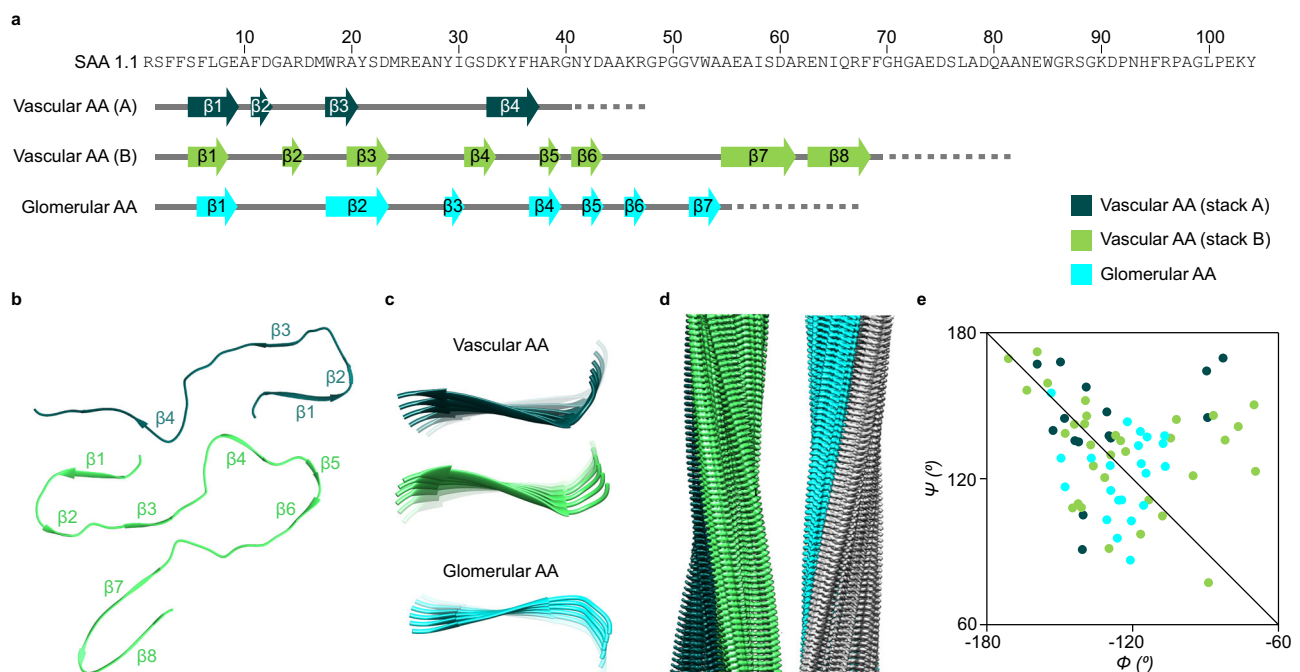 a
10 20 30 40 50 60 70 80 90 100
SAA 1.1 RSFFSFLGEAFDGARDMWRAYSDMREANYIGSDKYFHARGNYDAAKRGPGGVWAAEAISDARENIQRFFGHGAEDSLADQAANEWGRSGKDPNHFRPAGLPEKY
Vascular AA (A) β1 β2 β3 β4
Vascular AA (B) β1 β2 β3 β4 β5 β6 β7 β8
Glomerular AA β1 β2 β3 β4 β5 β6 β7
Vascular AA (stack A)
Vascular AA (stack B)
Glomerular AA
b
β3
β2
β1
β4
β1
β4
β5
β2
β3
β6
β7
β8
c
Vascular AA
Glomerular AA
d
e
180
120
60
Ψ (º)
-180 -120 -60
Φ (º)